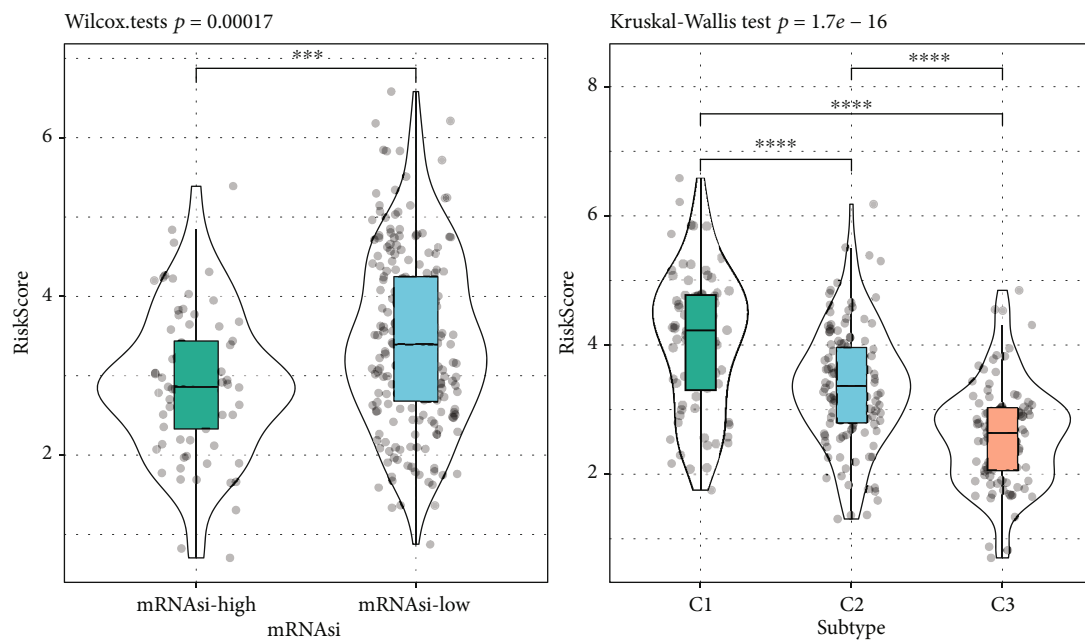 Wilcox.tests p = 0.00017
***
RiskScore
6
4
2
mRNAsi-high
mRNAsi-low
mRNAsi
Kruskal-Wallis test p = 1.7e − 16
****
****
****
RiskScore
8
6
4
2
C1
C2
C3
Subtype